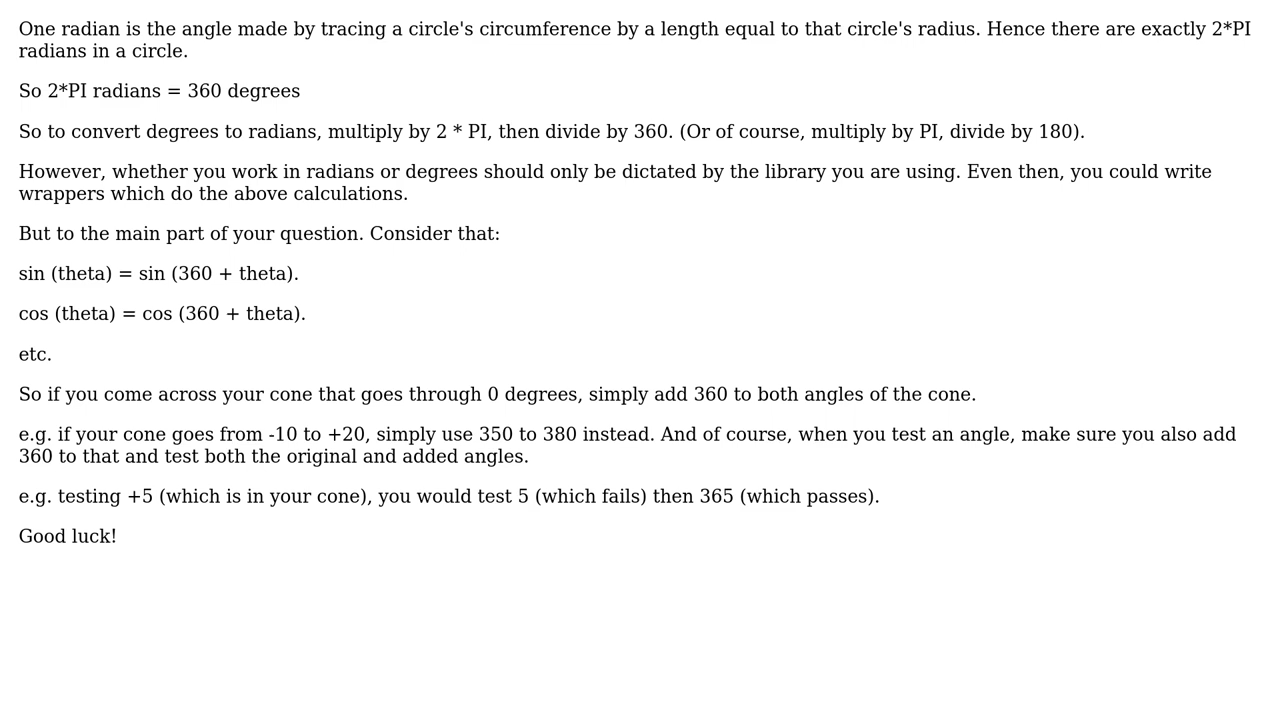 One radian is the angle made by tracing a circle's circumference by a length equal to that circle's radius. Hence there are exactly 2*PI
radians in a circle.
So 2*PI radians = 360 degrees
So to convert degrees to radians, multiply by 2 * PI, then divide by 360. (Or of course, multiply by PI, divide by 180).
However, whether you work in radians or degrees should only be dictated by the library you are using. Even then, you could write
wrappers which do the above calculations.
But to the main part of your question. Consider that:
sin (theta) = sin (360 + theta).
cos (theta) = cos (360 + theta).
etc.
So if you come across your cone that goes through 0 degrees, simply add 360 to both angles of the cone.
e.g. if your cone goes from -10 to +20, simply use 350 to 380 instead. And of course, when you test an angle, make sure you also add
360 to that and test both the original and added angles.
e.g. testing +5 (which is in your cone), you would test 5 (which fails) then 365 (which passes).
Good luck!